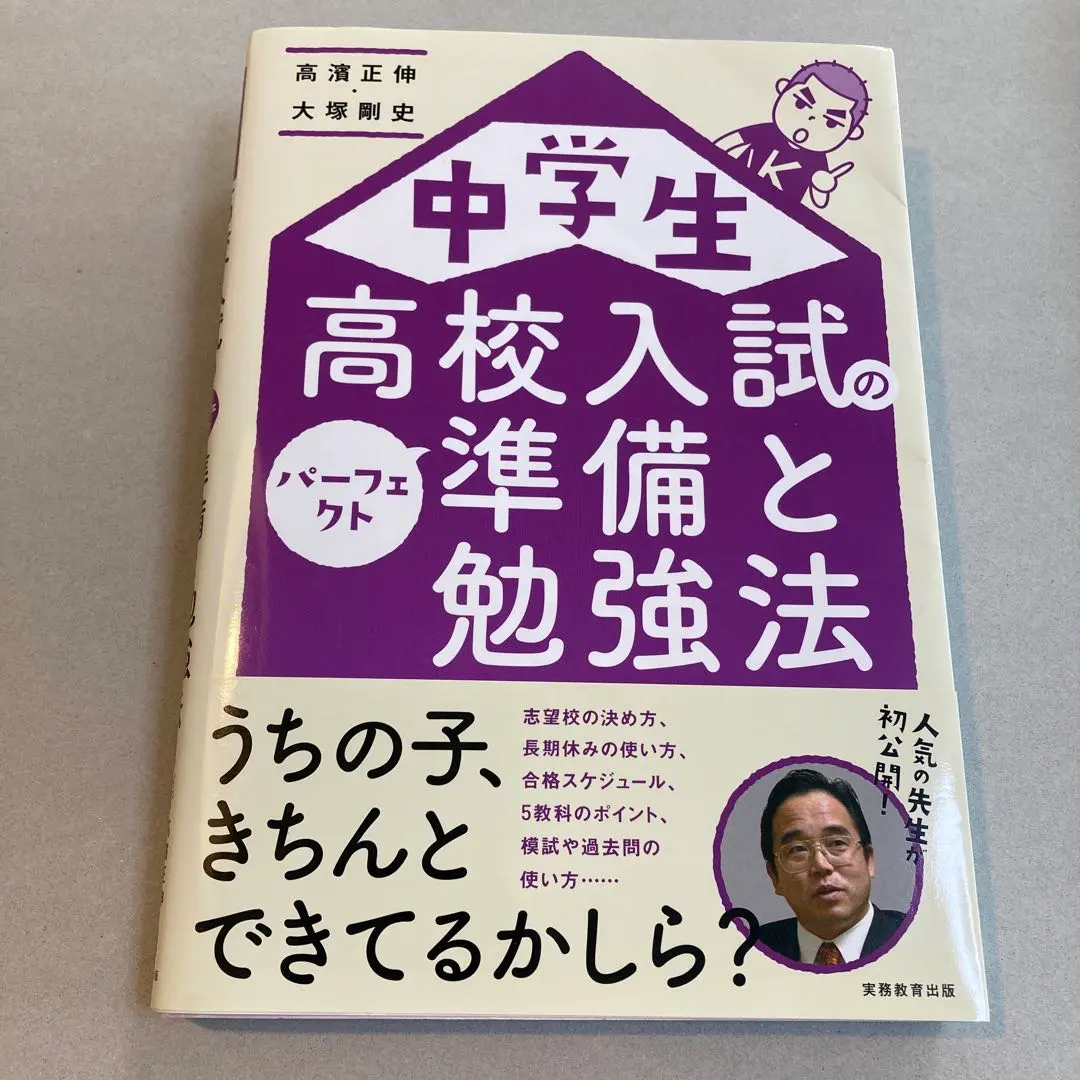 高濱正伸
・
大塚剛史
K
中学生
高校入試の
パーフェ
クト
準備と
勉強法
うちの子、
きちんと
できてるかしら?
志望校の決め方、
長期休みの使い方、
合格スケジュール、
5教科のポイント、
模試や過去問の
使い方……
人気の先生が
初公開!
実務教育出版